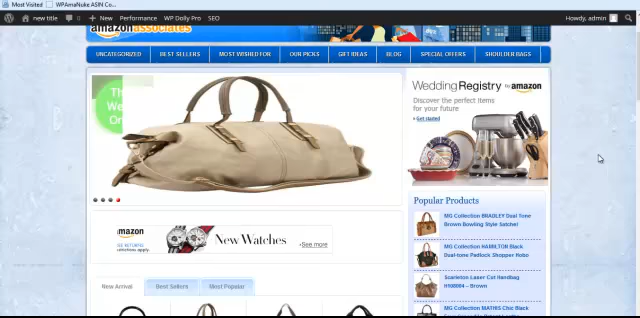 Most Visited WPAmaNuke ASIN Co...
new title 0 + New Performance WP Daily Pro SEO Howdy, admin
amazonassociates
UNCATEGORIZED BEST SELLERS MOST WISHED FOR OUR PICKS GIFT IDEAS BLOG SPECIAL OFFERS SHOULDER BAGS
Wedding Registry by amazon
Discover the perfect items
for your future
Get started
mazon
New Watches
See more
Popular Products
MG Collection BRADLEY Dual Tone
Brown Bowling Style Satchel
MG Collection HAMILTON Black
Dual-tone Padlock Shopper Hobo
Scarleton Laser Cut Handbag
H108804 – Brown
MG Collection MATHIS Chic Black
New Arrival Best Sellers Most Popular